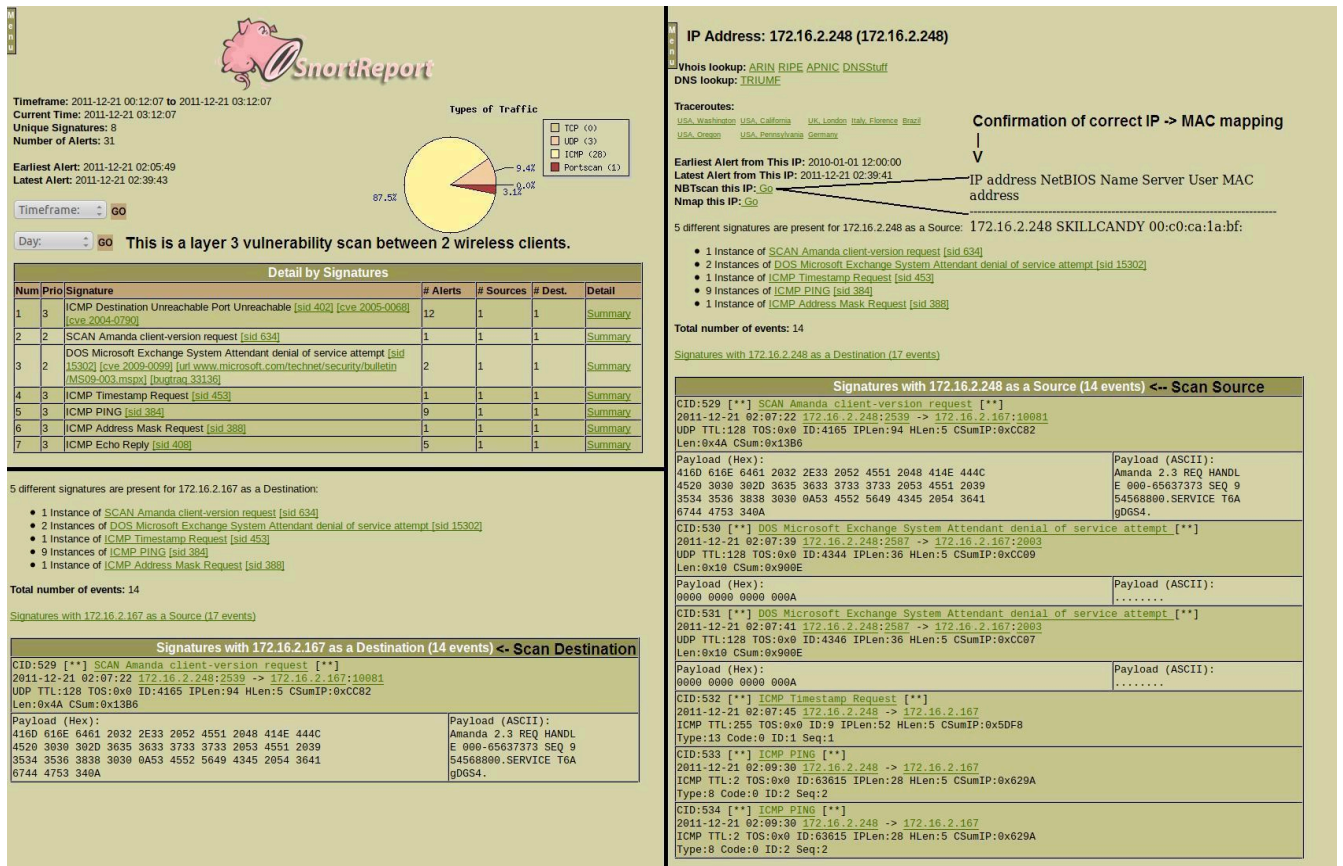 Menu
SnortReport
Timeframe: 2011-12-21 00:12:07 to 2011-12-21 03:12:07
Current Time: 2011-12-21 03:12:07
Unique Signatures: 8
Number of Alerts: 31
Earliest Alert: 2011-12-21 02:05:49
Latest Alert: 2011-12-21 02:39:43
Types of Traffic
TCP (0)
UDP (3)
ICMP (28)
Portscan (1)
9.4%
0.0%
3.1%
87.5%
Timeframe: GO
Day: GO This is a layer 3 vulnerability scan between 2 wireless clients.
Detail by Signatures
Num Prio Signature # Alerts # Sources # Dest. Detail
1 3 ICMP Destination Unreachable Port Unreachable [sid 402] [cve 2005-0068] [cve 2004-0790] 12 1 1 Summary
2 2 SCAN Amanda client-version request [sid 634] 1 1 1 Summary
3 2 DOS Microsoft Exchange System Attendant denial of service attempt [sid 15302] [cve 2009-0099] [url www.microsoft.com/technet/security/bulletin/MS09-003.mspx] [bugtraq 33136] 2 1 1 Summary
4 3 ICMP Timestamp Request [sid 453] 1 1 1 Summary
5 3 ICMP PING [sid 384] 9 1 1 Summary
6 3 ICMP Address Mask Request [sid 388] 1 1 1 Summary
7 3 ICMP Echo Reply [sid 408] 5 1 1 Summary
5 different signatures are present for 172.16.2.167 as a Destination:
1 Instance of SCAN Amanda client-version request [sid 634]
2 Instances of DOS Microsoft Exchange System Attendant denial of service attempt [sid 15302]
1 Instance of ICMP Timestamp Request [sid 453]
9 Instances of ICMP PING [sid 384]
1 Instance of ICMP Address Mask Request [sid 388]
Total number of events: 14
Signatures with 172.16.2.167 as a Source (17 events)
Signatures with 172.16.2.167 as a Destination (14 events) <- Scan Destination
CID:529 [**] SCAN Amanda client-version request [**]
2011-12-21 02:07:22 172.16.2.248:2539 -> 172.16.2.167:10081
UDP TTL:128 TOS:0x0 ID:4165 IPLen:94 HLen:5 CSumIP:0xCC82
Len:0x4A CSum:0x13B6
Payload (Hex):
416D 616E 6461 2032 2E33 2052 4551 2048 414E 444C
4520 3030 302D 3635 3633 3733 3733 2053 4551 2039
3534 3536 3838 3030 0A53 4552 5649 4345 2054 3641
6744 4753 340A
Payload (ASCII):
Amanda 2.3 REQ HANDL
E 000-65637373 SEQ 9
54568800.SERVICE T6A
gDGS4.
Menu
IP Address: 172.16.2.248 (172.16.2.248)
Whois lookup: ARIN RIPE APNIC DNSStuff
DNS lookup: TRIUMF
Traceroutes:
USA, Washington USA, California UK, London Italy, Florence Brazil
USA, Oregon USA, Pennsylvania Germany
Confirmation of correct IP -> MAC mapping
|
V
Earliest Alert from This IP: 2010-01-01 12:00:00
Latest Alert from This IP: 2011-12-21 02:39:41
NBTscan this IP: Go
Nmap this IP: Go
IP address NetBIOS Name Server User MAC
address
------------------------------------------------------------------------------
172.16.2.248 SKILLCANDY 00:c0:ca:1a:bf:
5 different signatures are present for 172.16.2.248 as a Source:
1 Instance of SCAN Amanda client-version request [sid 634]
2 Instances of DOS Microsoft Exchange System Attendant denial of service attempt [sid 15302]
1 Instance of ICMP Timestamp Request [sid 453]
9 Instances of ICMP PING [sid 384]
1 Instance of ICMP Address Mask Request [sid 388]
Total number of events: 14
Signatures with 172.16.2.248 as a Destination (17 events)
Signatures with 172.16.2.248 as a Source (14 events) <-- Scan Source
CID:529 [**] SCAN Amanda client-version request [**]
2011-12-21 02:07:22 172.16.2.248:2539 -> 172.16.2.167:10081
UDP TTL:128 TOS:0x0 ID:4165 IPLen:94 HLen:5 CSumIP:0xCC82
Len:0x4A CSum:0x13B6
Payload (Hex):
416D 616E 6461 2032 2E33 2052 4551 2048 414E 444C
4520 3030 302D 3635 3633 3733 3733 2053 4551 2039
3534 3536 3838 3030 0A53 4552 5649 4345 2054 3641
6744 4753 340A
Payload (ASCII):
Amanda 2.3 REQ HANDL
E 000-65637373 SEQ 9
54568800.SERVICE T6A
gDGS4.
CID:530 [**] DOS Microsoft Exchange System Attendant denial of service attempt [**]
2011-12-21 02:07:39 172.16.2.248:2587 -> 172.16.2.167:2003
UDP TTL:128 TOS:0x0 ID:4344 IPLen:36 HLen:5 CSumIP:0xCC09
Len:0x10 CSum:0x900E
Payload (Hex):
0000 0000 0000 000A
Payload (ASCII):
........
CID:531 [**] DOS Microsoft Exchange System Attendant denial of service attempt [**]
2011-12-21 02:07:41 172.16.2.248:2587 -> 172.16.2.167:2003
UDP TTL:128 TOS:0x0 ID:4346 IPLen:36 HLen:5 CSumIP:0xCC07
Len:0x10 CSum:0x900E
Payload (Hex):
0000 0000 0000 000A
Payload (ASCII):
........
CID:532 [**] ICMP Timestamp Request [**]
2011-12-21 02:07:45 172.16.2.248 -> 172.16.2.167
ICMP TTL:255 TOS:0x0 ID:9 IPLen:52 HLen:5 CSumIP:0x5DF8
Type:13 Code:0 ID:1 Seq:1
CID:533 [**] ICMP PING [**]
2011-12-21 02:09:30 172.16.2.248 -> 172.16.2.167
ICMP TTL:2 TOS:0x0 ID:63615 IPLen:28 HLen:5 CSumIP:0x629A
Type:8 Code:0 ID:2 Seq:2
CID:534 [**] ICMP PING [**]
2011-12-21 02:09:30 172.16.2.248 -> 172.16.2.167
ICMP TTL:2 TOS:0x0 ID:63615 IPLen:28 HLen:5 CSumIP:0x629A
Type:8 Code:0 ID:2 Seq:2